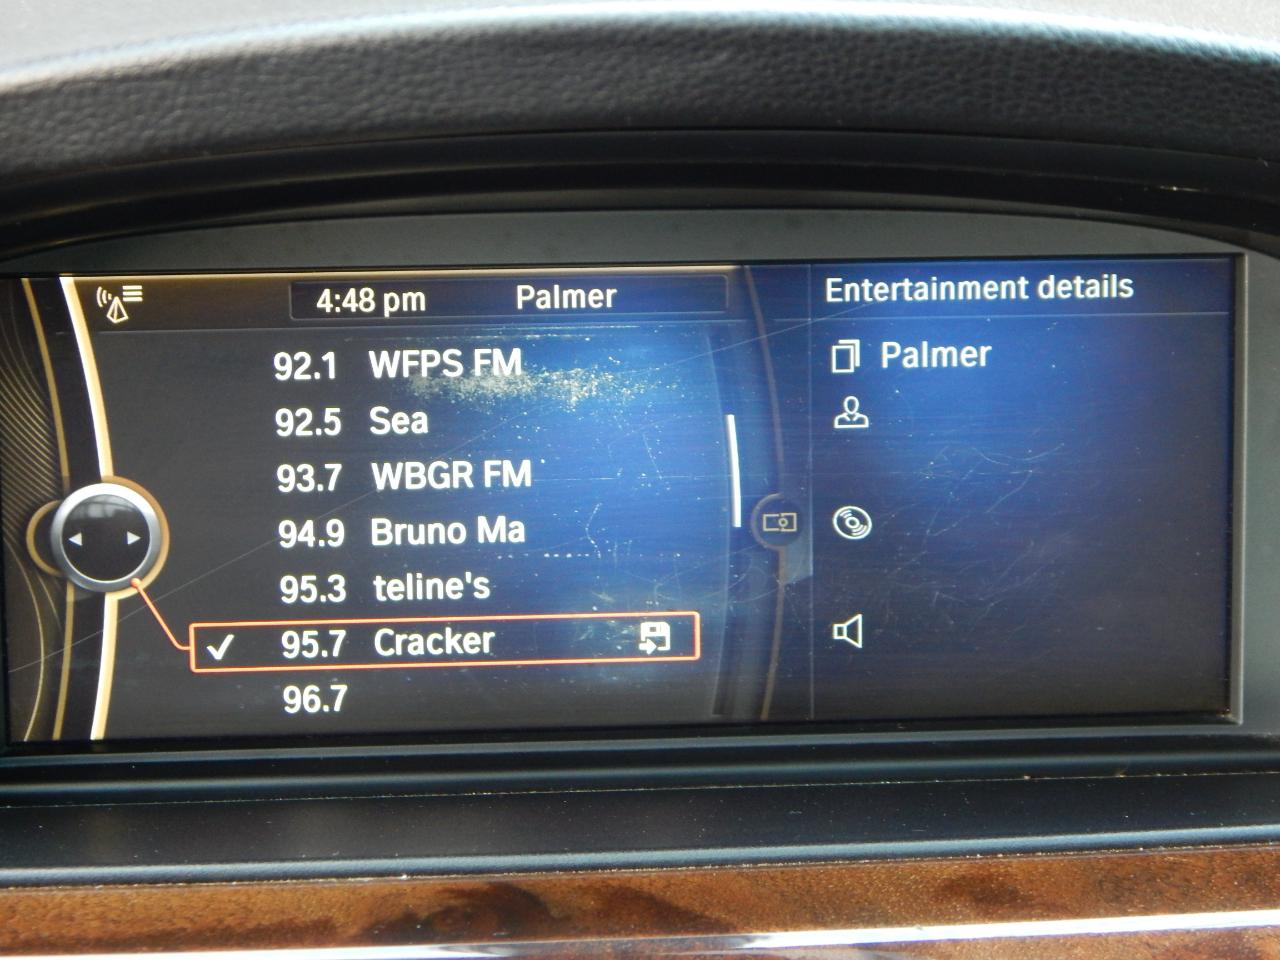 4:48 pm Palmer
92.1 WFPS FM
92.5 Sea
93.7 WBGR FM
94.9 Bruno Ma
95.3 teline's
95.7 Cracker
96.7
Entertainment details
Palmer